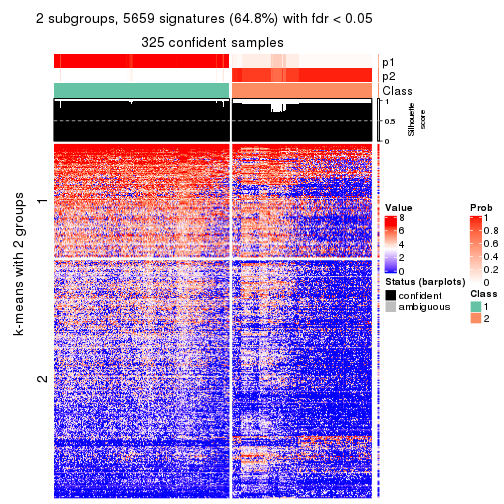 2 subgroups, 5659 signatures (64.8%) with fdr < 0.05
325 confident samples
p1
p2
Class
1
0.5
0
Silhouette
score
k-means with 2 groups
1
2
Value
8
6
4
2
0
Status (barplots)
confident
ambiguous
Prob
1
0.8
0.6
0.4
0.2
0
Class
1
2